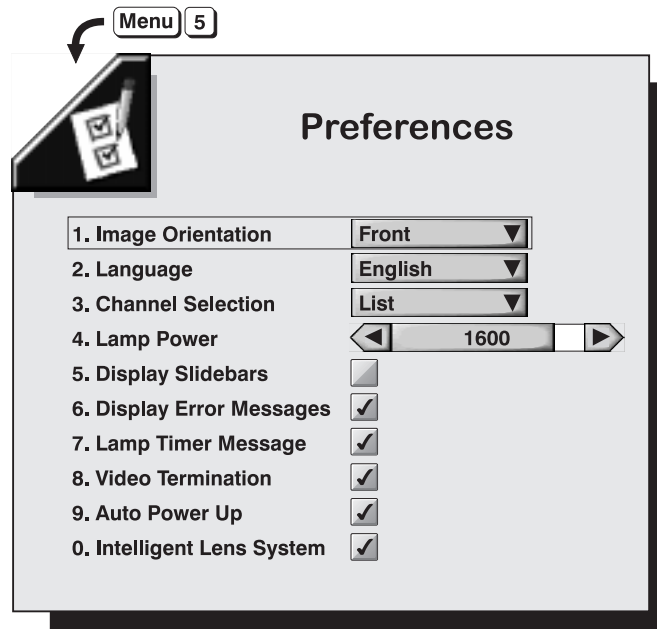 Menu 5
Preferences
1. Image Orientation Front
2. Language English
3. Channel Selection List
4. Lamp Power 1600
5. Display Slidebars
6. Display Error Messages
7. Lamp Timer Message
8. Video Termination
9. Auto Power Up
0. Intelligent Lens System